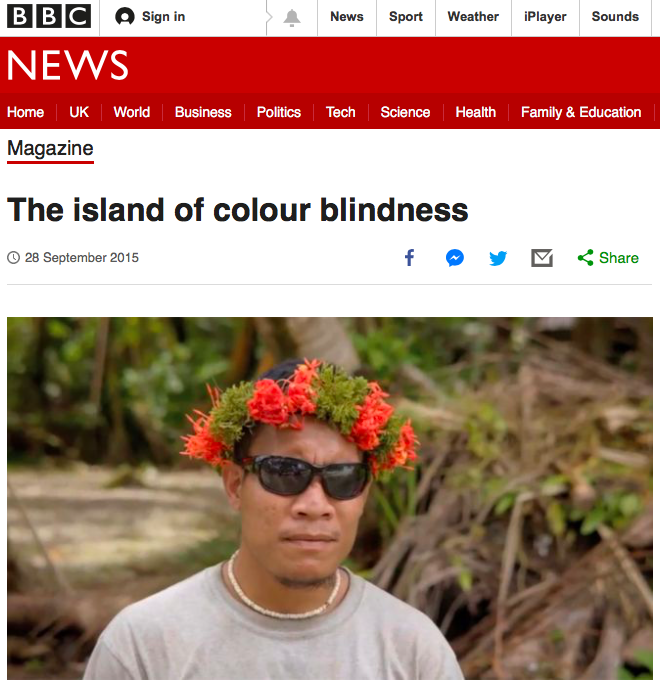 BBC Sign in News Sport Weather iPlayer Sounds
NEWS
Home UK World Business Politics Tech Science Health Family & Education
Magazine
The island of colour blindness
28 September 2015 Share